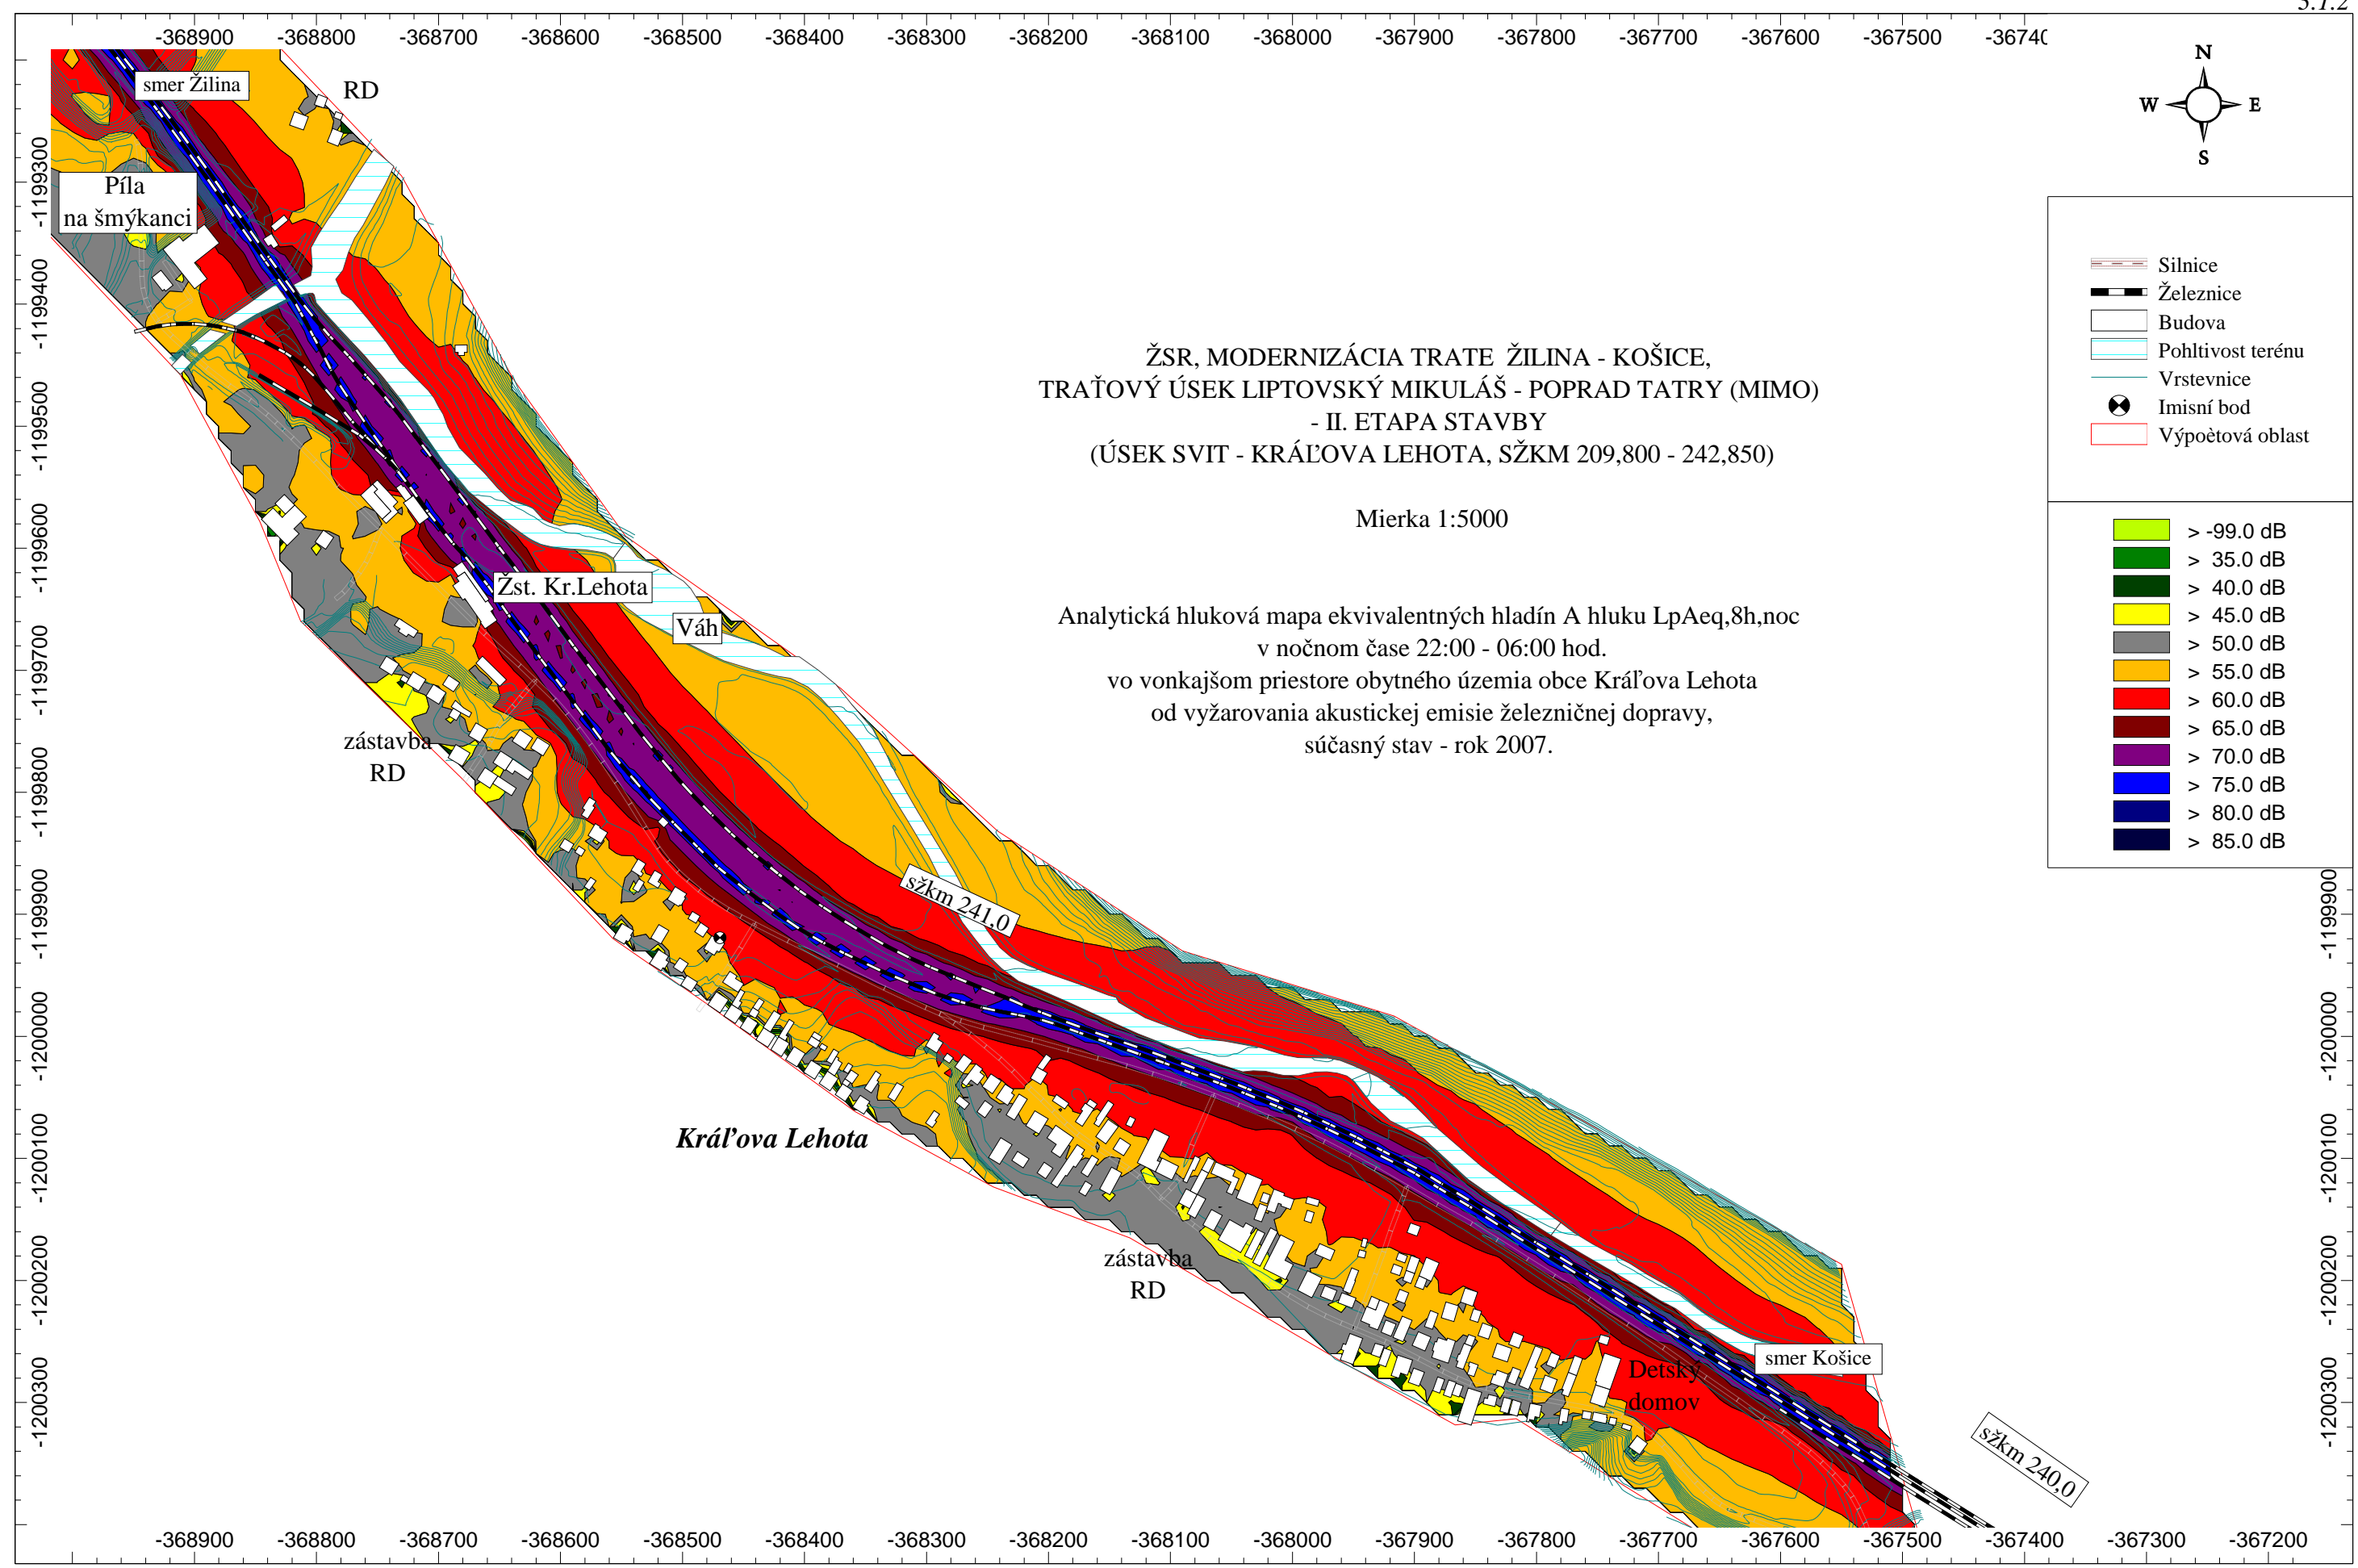 5.1.2
-368900 -368800 -368700 -368600 -368500 -368400 -368300 -368200 -368100 -368000 -367900 -367800 -367700 -367600 -367500 -36740
N
W E
S
smer Žilina
RD
Píla
na šmýkanci
-1199300
-1199400
-1199500
-1199600
-1199700
-1199800
-1199900
-1200000
-1200100
-1200200
-1200300
ŽSR, MODERNIZÁCIA TRATE ŽILINA - KOŠICE,
TRAŤOVÝ ÚSEK LIPTOVSKÝ MIKULÁŠ - POPRAD TATRY (MIMO)
- II. ETAPA STAVBY
(ÚSEK SVIT - KRÁĽOVA LEHOTA, SŽKM 209,800 - 242,850)
Mierka 1:5000
Analytická hluková mapa ekvivalentných hladín A hluku LpAeq,8h,noc
v nočnom čase 22:00 - 06:00 hod.
vo vonkajšom priestore obytného územia obce Kráľova Lehota
od vyžarovania akustickej emisie železničnej dopravy,
súčasný stav - rok 2007.
Silnice
Železnice
Budova
Pohltivost terénu
Vrstevnice
Imisní bod
Výpoètová oblast
> -99.0 dB
> 35.0 dB
> 40.0 dB
> 45.0 dB
> 50.0 dB
> 55.0 dB
> 60.0 dB
> 65.0 dB
> 70.0 dB
> 75.0 dB
> 80.0 dB
> 85.0 dB
Žst. Kr.Lehota
Váh
zástavba
RD
sžkm 241,0
Kráľova Lehota
zástavba
RD
smer Košice
Detský
domov
sžkm 240,0
-1199900
-1200000
-1200100
-1200200
-1200300
-368900 -368800 -368700 -368600 -368500 -368400 -368300 -368200 -368100 -368000 -367900 -367800 -367700 -367600 -367500 -367400 -367300 -367200